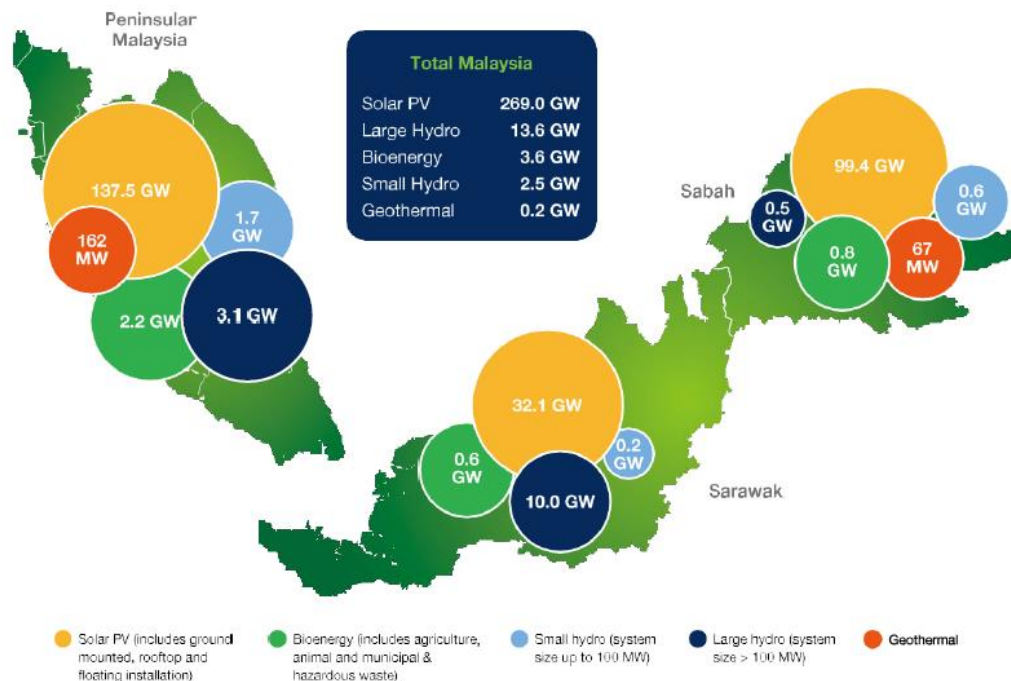 Peninsular
Malaysia
Total Malaysia
Solar PV 269.0 GW
Large Hydro 13.6 GW
Bioenergy 3.6 GW
Small Hydro 2.5 GW
Geothermal 0.2 GW
137.5 GW
162
MW
1.7
GW
2.2 GW
3.1 GW
Sabah
99.4 GW
0.6
GW
0.5
GW
0.8
GW
67
MW
32.1 GW
0.6
GW
0.2
GW
10.0 GW
Sarawak
Solar PV (includes ground
mounted, rooftop and
floating installation)
Bioenergy (includes agriculture,
animal and municipal &
hazardous waste)
Small hydro (system
size up to 100 MW)
Large hydro (system
size > 100 MW)
Geothermal